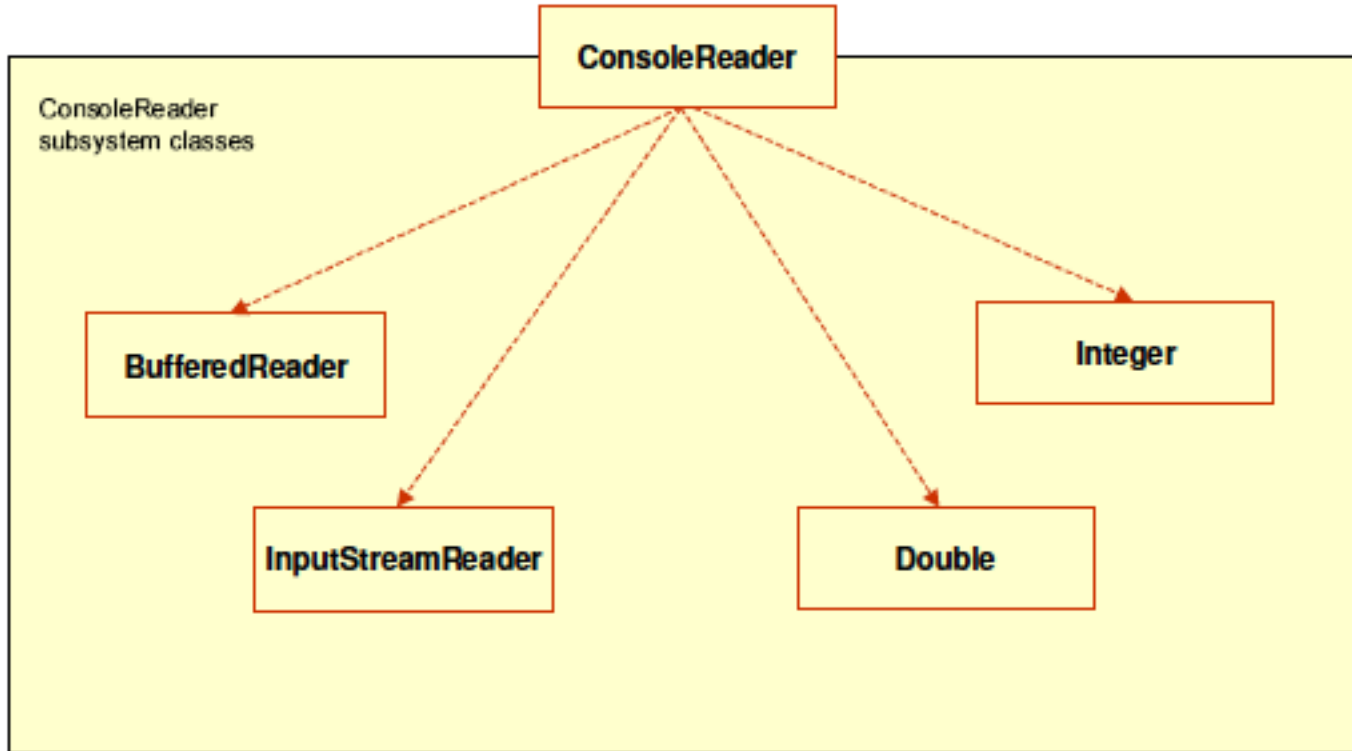 ConsoleReader
ConsoleReader
subsystem classes
BufferedReader
Integer
InputStreamReader
Double